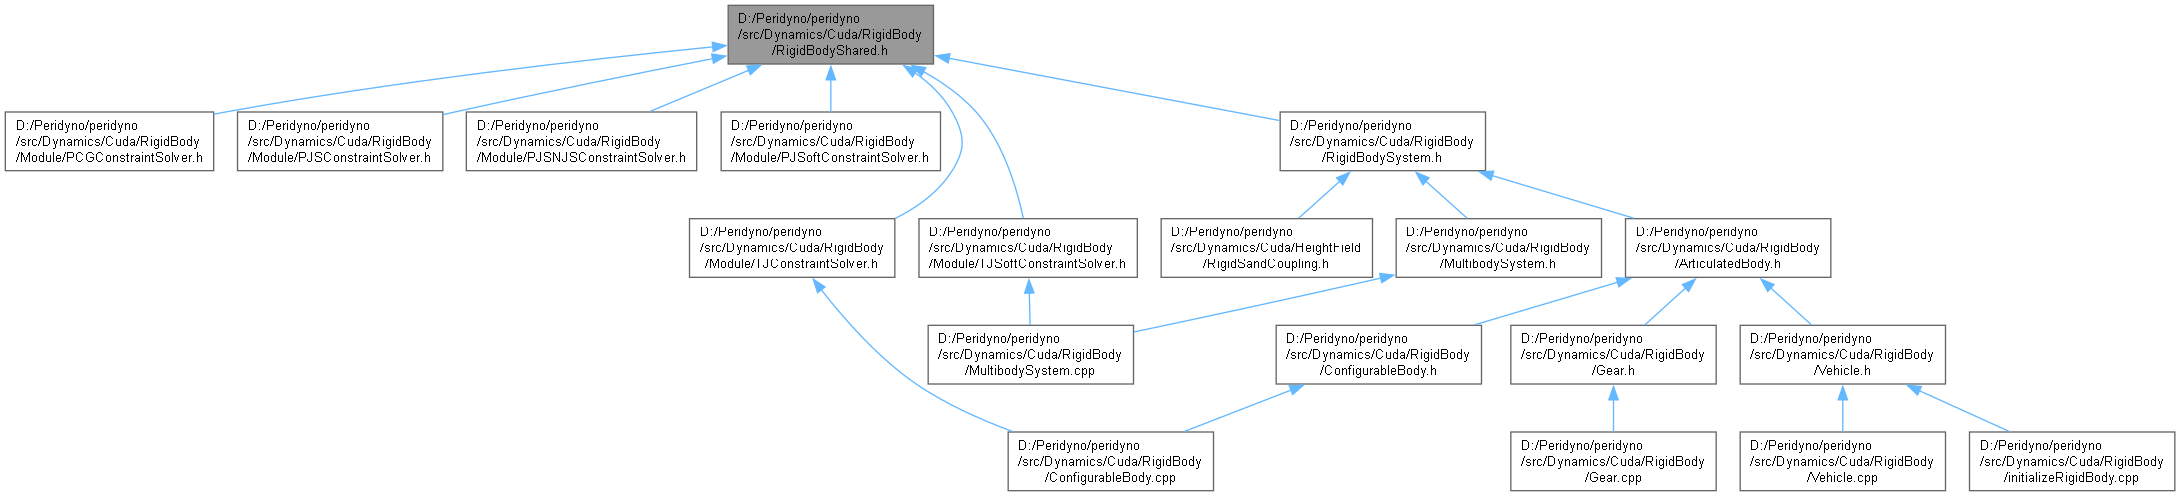 D:/Peridyno/peridyno
/src/Dynamics/Cuda/RigidBody
/RigidBodyShared.h
D:/Peridyno/peridyno
/src/Dynamics/Cuda/RigidBody
/Module/PCGConstraintSolver.h
D:/Peridyno/peridyno
/src/Dynamics/Cuda/RigidBody
/Module/PJSConstraintSolver.h
D:/Peridyno/peridyno
/src/Dynamics/Cuda/RigidBody
/Module/PJSNJSConstraintSolver.h
D:/Peridyno/peridyno
/src/Dynamics/Cuda/RigidBody
/Module/PJSoftConstraintSolver.h
D:/Peridyno/peridyno
/src/Dynamics/Cuda/RigidBody
/RigidBodySystem.h
D:/Peridyno/peridyno
/src/Dynamics/Cuda/RigidBody
/Module/TJConstraintSolver.h
D:/Peridyno/peridyno
/src/Dynamics/Cuda/RigidBody
/Module/TJSoftConstraintSolver.h
D:/Peridyno/peridyno
/src/Dynamics/Cuda/HeightField
/RigidSandCoupling.h
D:/Peridyno/peridyno
/src/Dynamics/Cuda/RigidBody
/MultibodySystem.h
D:/Peridyno/peridyno
/src/Dynamics/Cuda/RigidBody
/ArticulatedBody.h
D:/Peridyno/peridyno
/src/Dynamics/Cuda/RigidBody
/MultibodySystem.cpp
D:/Peridyno/peridyno
/src/Dynamics/Cuda/RigidBody
/ConfigurableBody.h
D:/Peridyno/peridyno
/src/Dynamics/Cuda/RigidBody
/Gear.h
D:/Peridyno/peridyno
/src/Dynamics/Cuda/RigidBody
/Vehicle.h
D:/Peridyno/peridyno
/src/Dynamics/Cuda/RigidBody
/ConfigurableBody.cpp
D:/Peridyno/peridyno
/src/Dynamics/Cuda/RigidBody
/Gear.cpp
D:/Peridyno/peridyno
/src/Dynamics/Cuda/RigidBody
/Vehicle.cpp
D:/Peridyno/peridyno
/src/Dynamics/Cuda/RigidBody
/initializeRigidBody.cpp